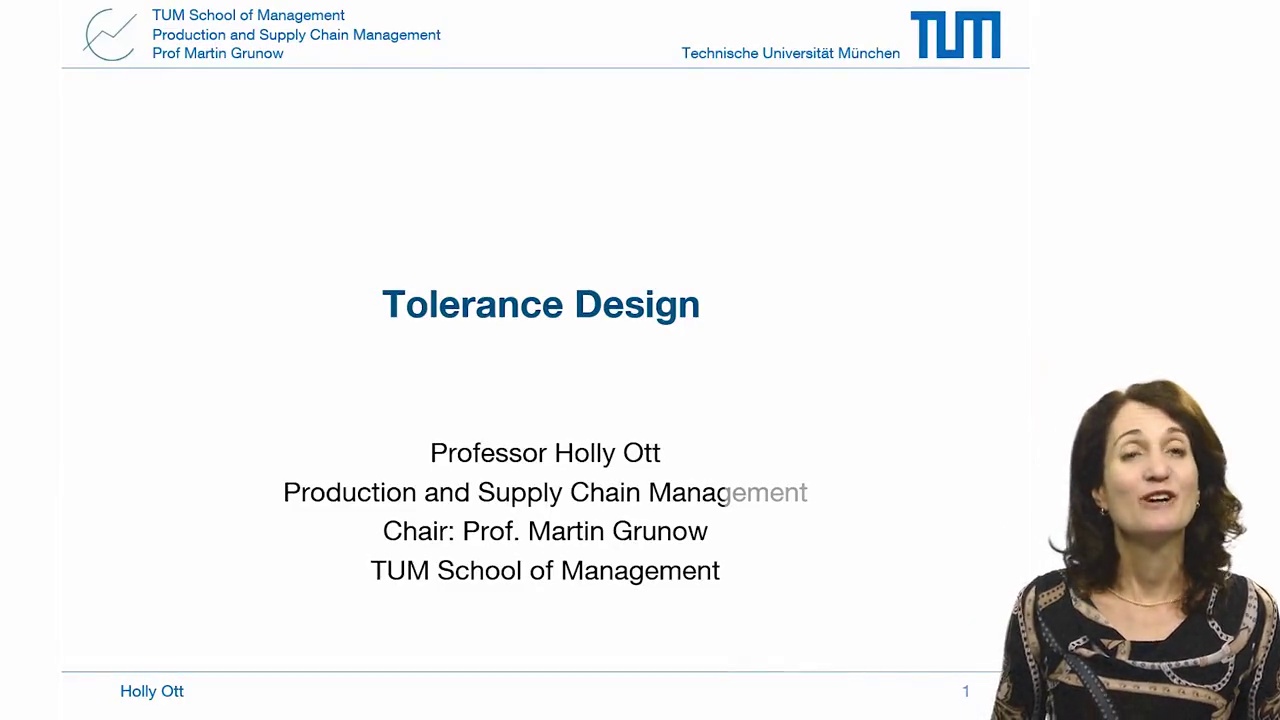 TUM School of Management
Production and Supply Chain Management
Prof Martin Grunow
Technische Universität München
TUM
Tolerance Design
Professor Holly Ott
Production and Supply Chain Management
Chair: Prof. Martin Grunow
TUM School of Management
Holly Ott
1